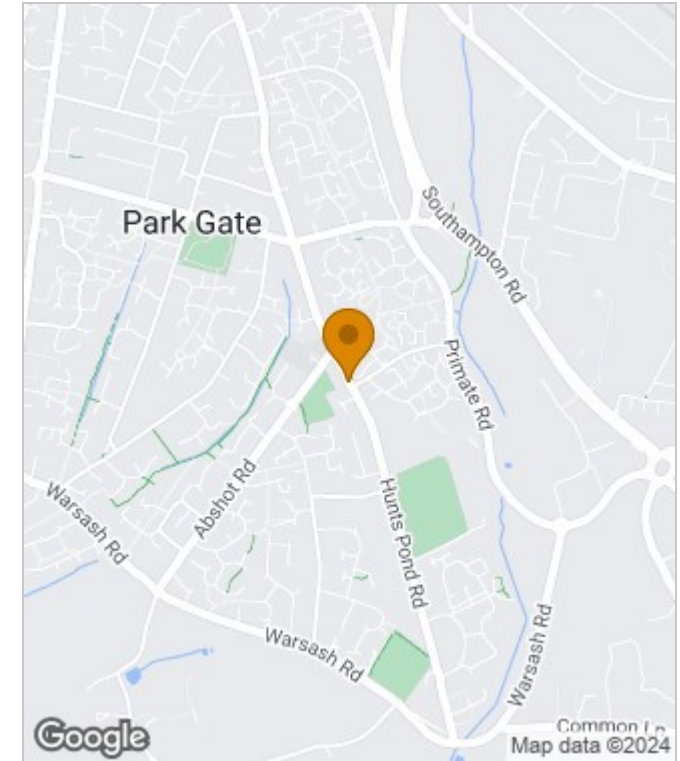 Park Gate
Southampton Rd
Primate Rd
Abshot Rd
Hunts Pond Rd
Warsash Rd
Warsash Rd
Warsash Rd
Common
Google
Map data ©2024